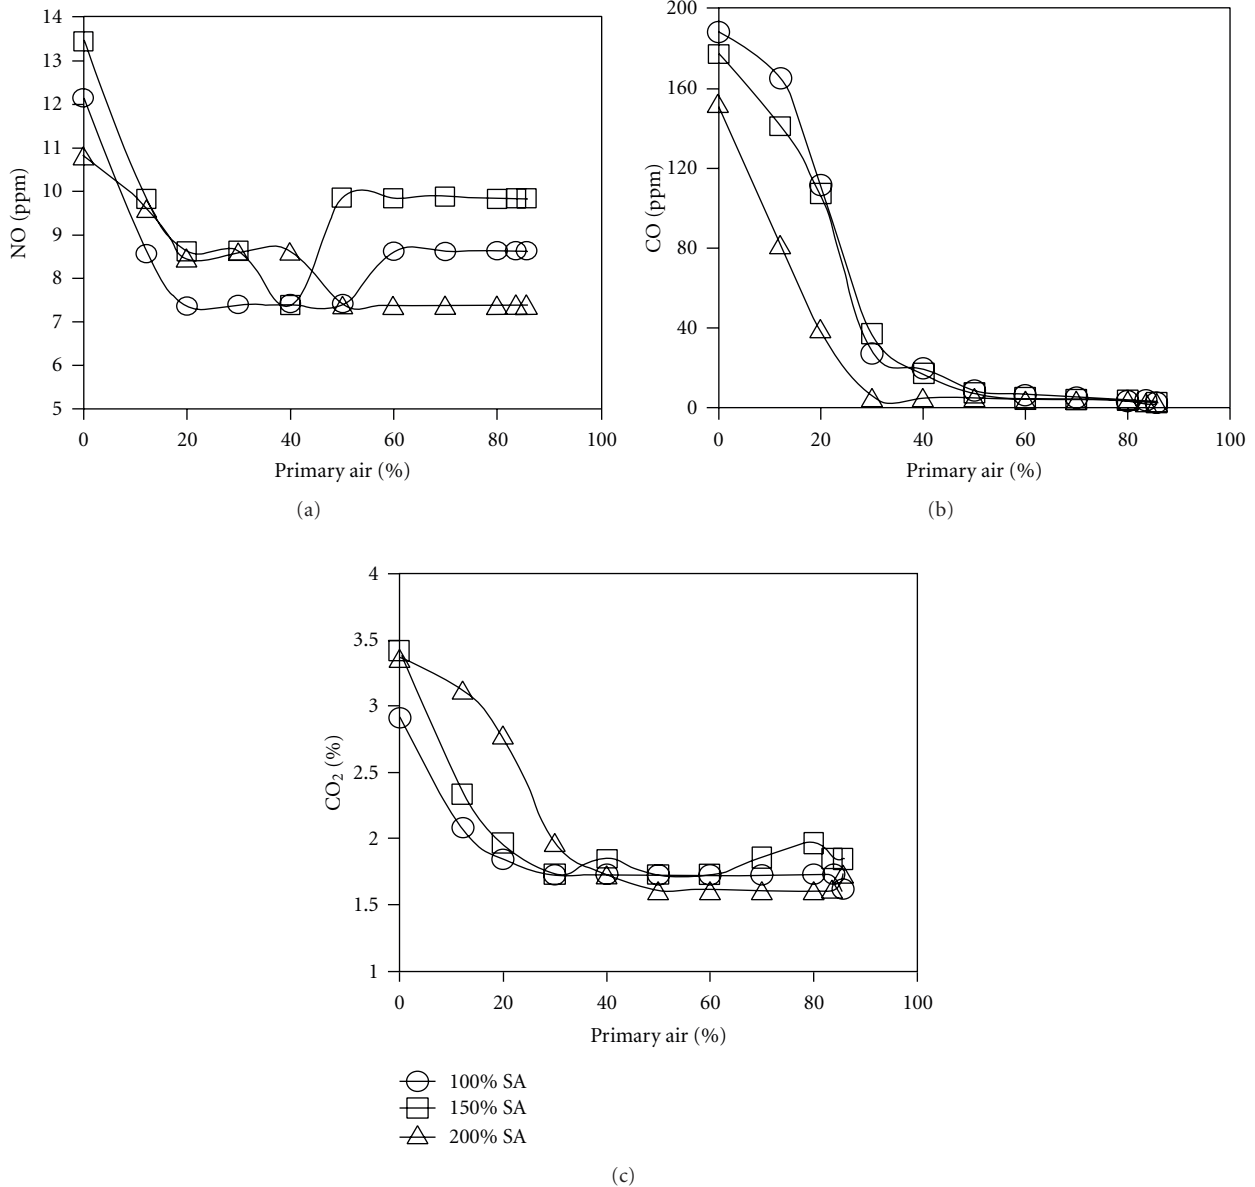 14
13
12
11
10
9
8
7
6
5
NO (ppm)
0 20 40 60 80 100
Primary air (%)
(a)
200
160
120
80
40
0
CO (ppm)
0 20 40 60 80 100
Primary air (%)
(b)
4
3.5
3
2.5
2
1.5
1
CO₂ (%)
0 20 40 60 80 100
Primary air (%)
100% SA
150% SA
200% SA
(c)